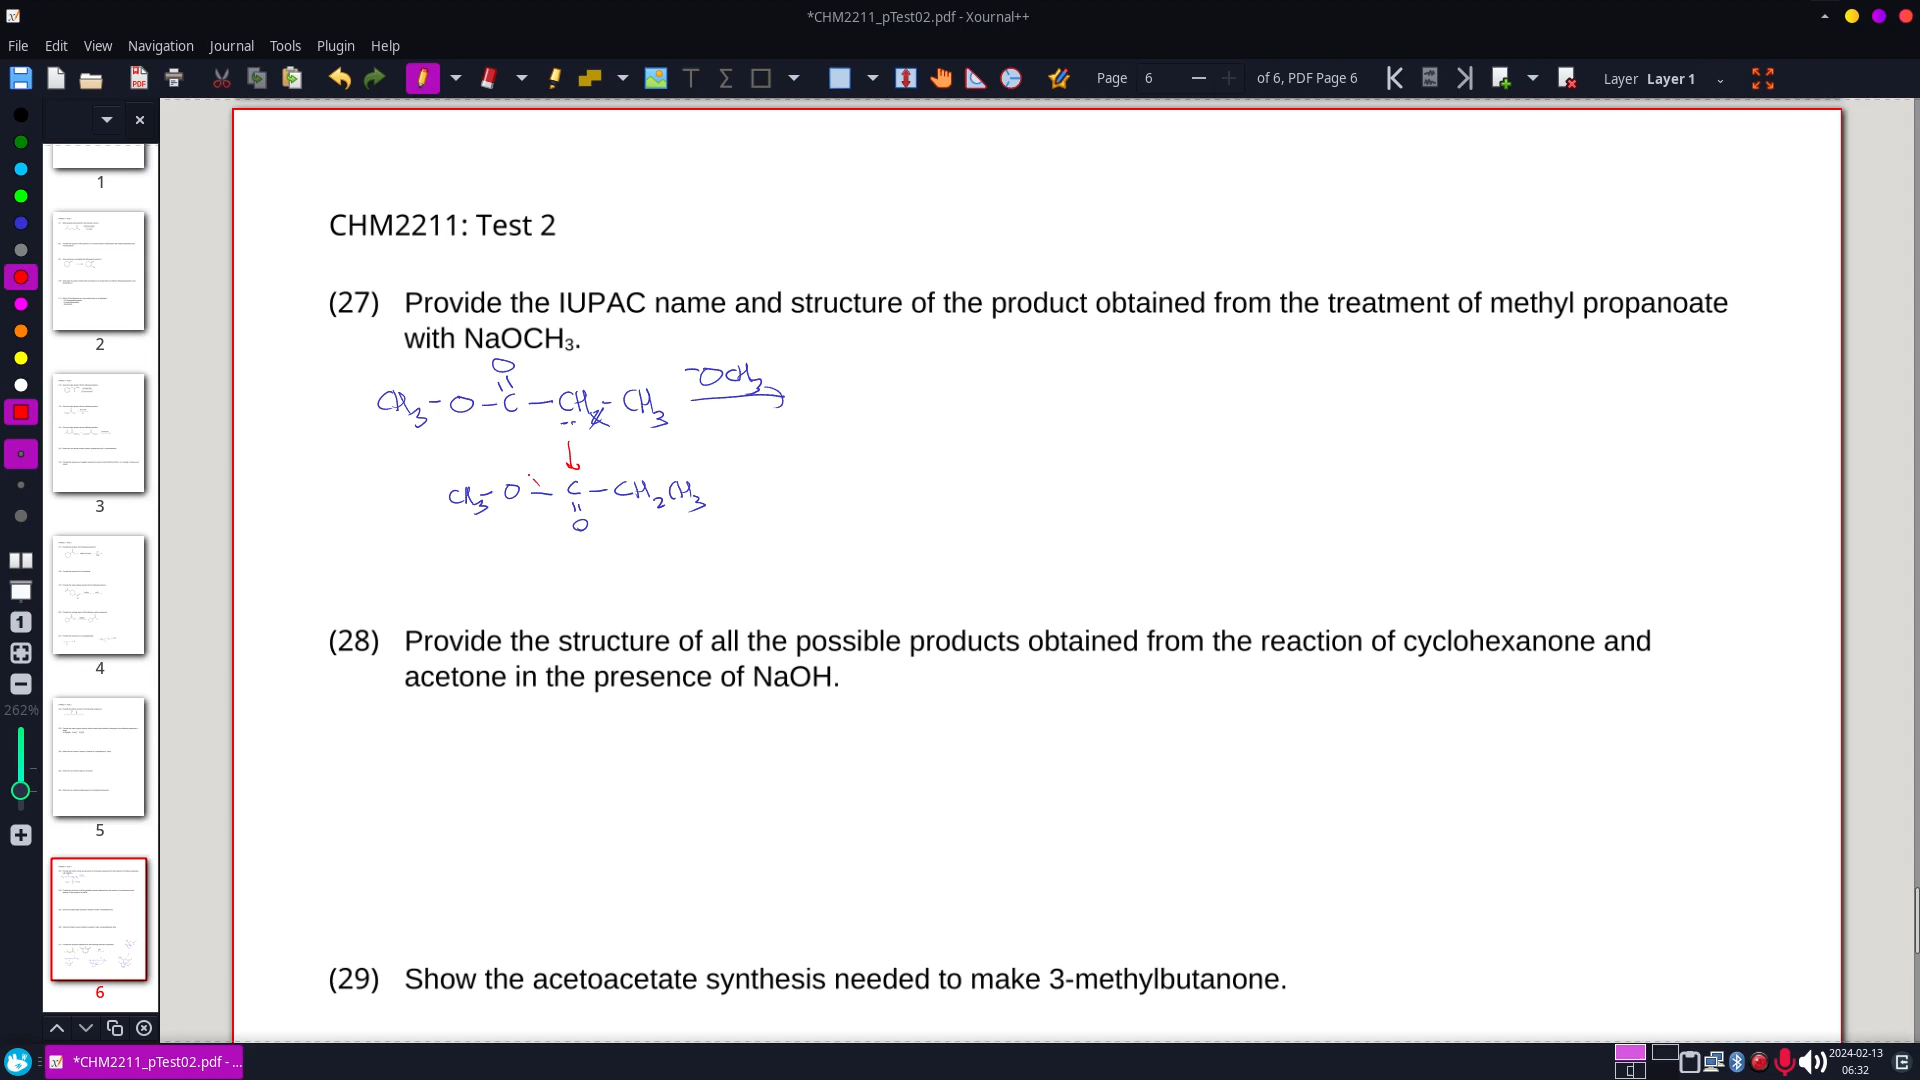 *CHM2211_pTest02.pdf - Xournal++
File Edit View Navigation Journal Tools Plugin Help
Page 6 of 6, PDF Page 6 Layer Layer 1
1
2
3
4
5
6
1
262%
CHM2211: Test 2
(27) Provide the IUPAC name and structure of the product obtained from the treatment of methyl propanoate
with NaOCH₃.
O
CH₃-O-C-CH₂-CH₃ ⁻OCH₃
CH₃-O-C-CH₂CH₃
O
(28) Provide the structure of all the possible products obtained from the reaction of cyclohexanone and
acetone in the presence of NaOH.
(29) Show the acetoacetate synthesis needed to make 3-methylbutanone.
*CHM2211_pTest02.pdf - ...
2024-02-13
06:32